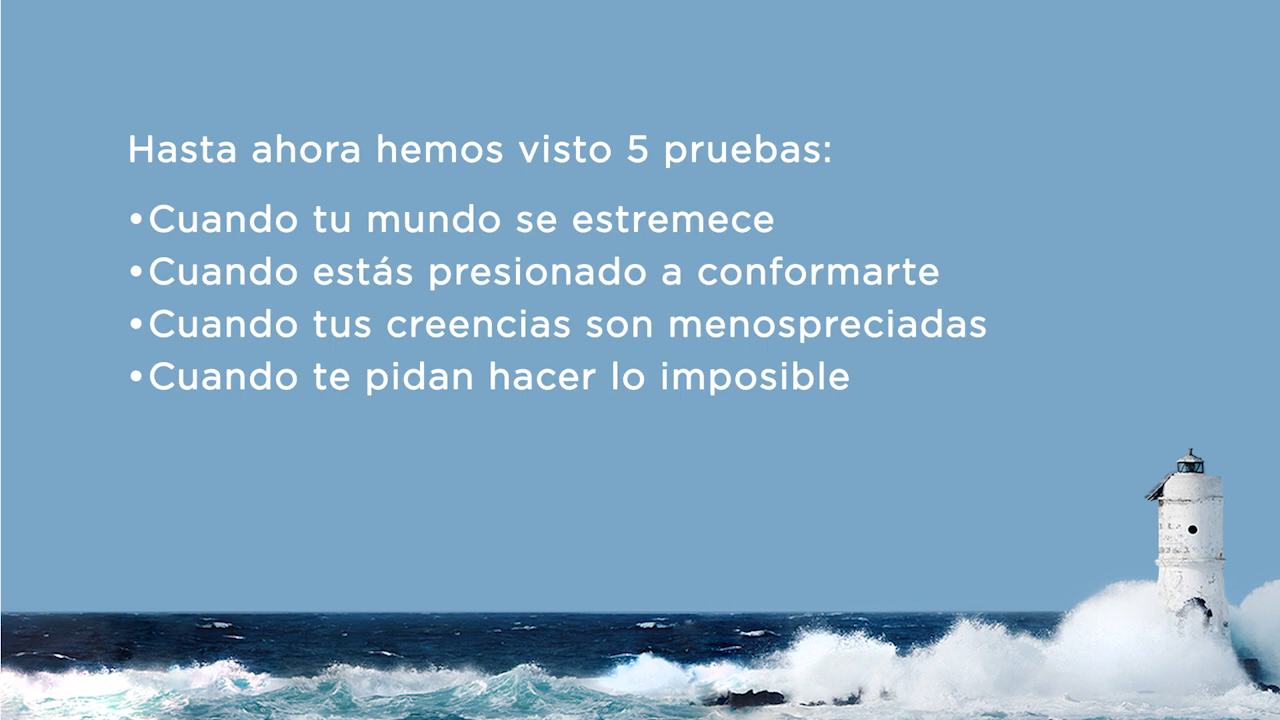 Hasta ahora hemos visto 5 pruebas:
•Cuando tu mundo se estremece
•Cuando estás presionado a conformarte
•Cuando tus creencias son menospreciadas
•Cuando te pidan hacer lo imposible